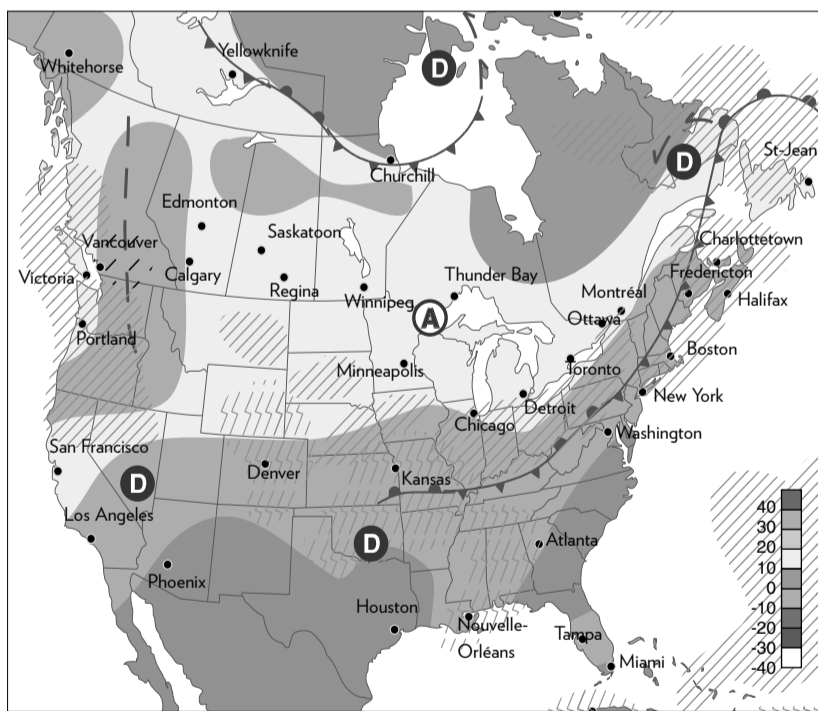 Yellowknife
Whitehorse
D
D
St-Jean
Churchill
Edmonton
Saskatoon
Vancouver
Charlottetown
Victoria
Calgary
Regina
Winnipeg
Thunder Bay
Montréal
Fredericton
Halifax
A
Ottawa
Portland
Minneapolis
Toronto
Boston
Detroit
New York
Chicago
Washington
San Francisco
Denver
Kansas
D
Los Angeles
D
Atlanta
Phoenix
Houston
Nouvelle-
Orléans
Tampa
Miami
40
30
20
10
0
-10
-20
-30
-40